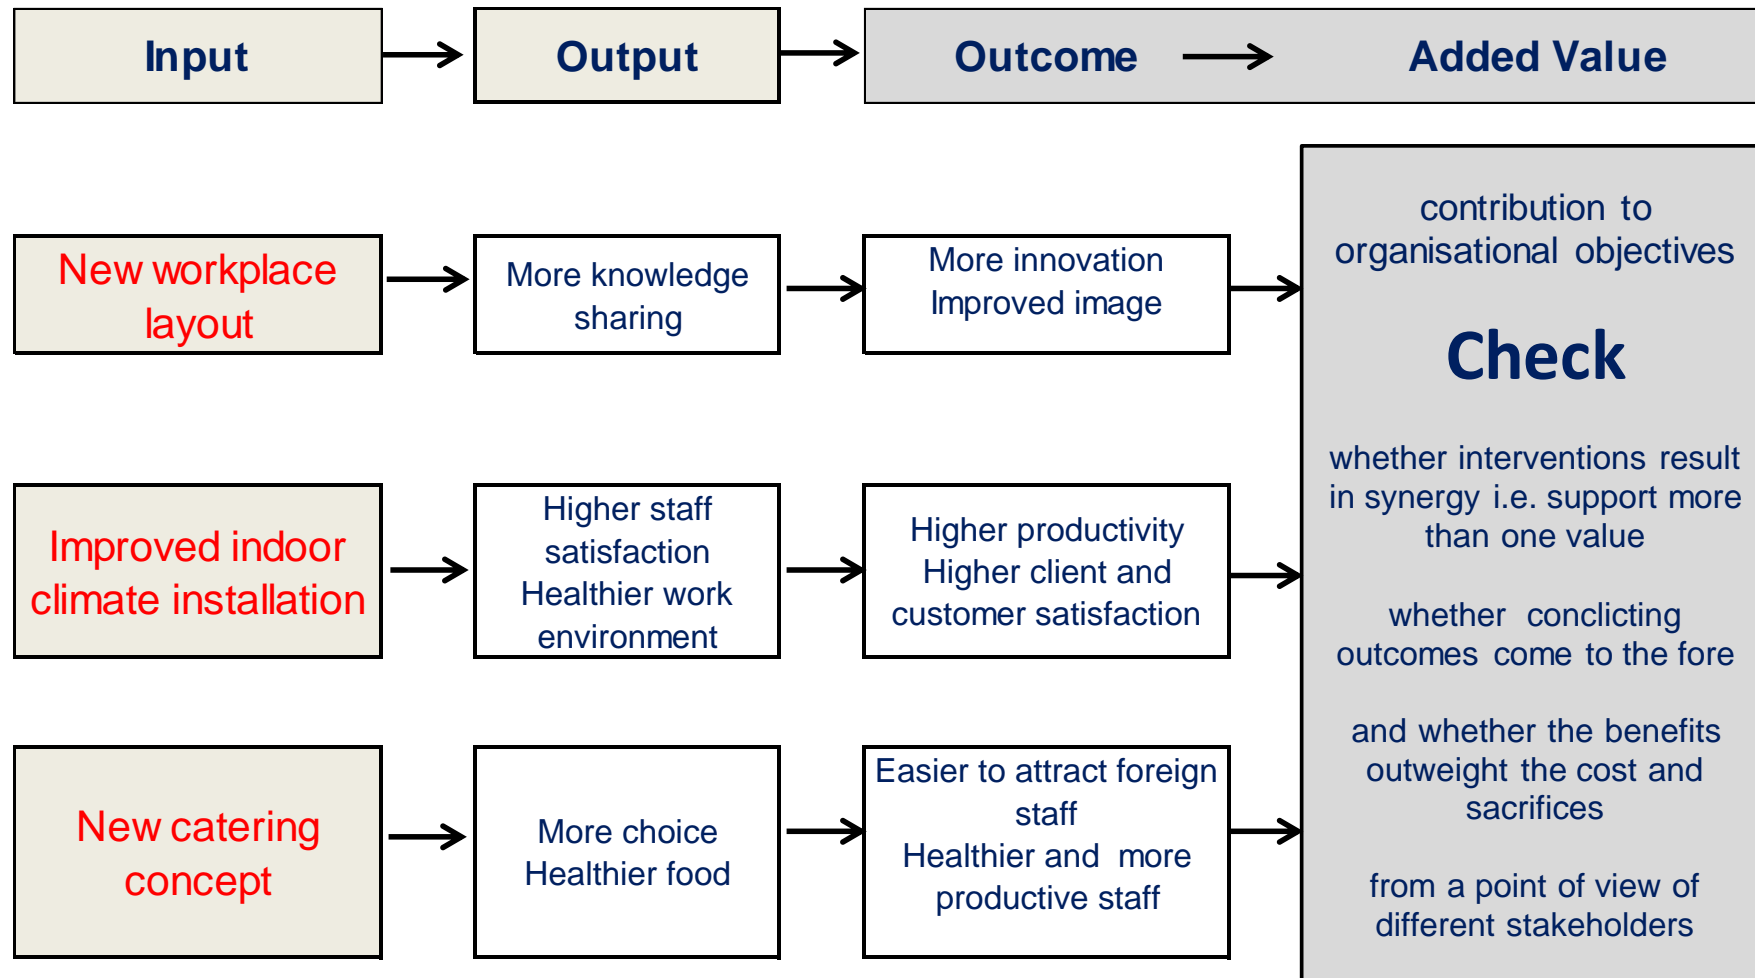 Input
Output
Outcome
Added Value
New workplace
layout
More knowledge
sharing
More innovation
Improved image
Improved indoor
climate installation
Higher staff
satisfaction
Healthier work
environment
Higher productivity
Higher client and
customer satisfaction
New catering
concept
More choice
Healthier food
Easier to attract foreign
staff
Healthier and more
productive staff
contribution to
organisational objectives
Check
whether interventions result
in synergy i.e. support more
than one value
whether conclicting
outcomes come to the fore
and whether the benefits
outweight the cost and
sacrifices
from a point of view of
different stakeholders